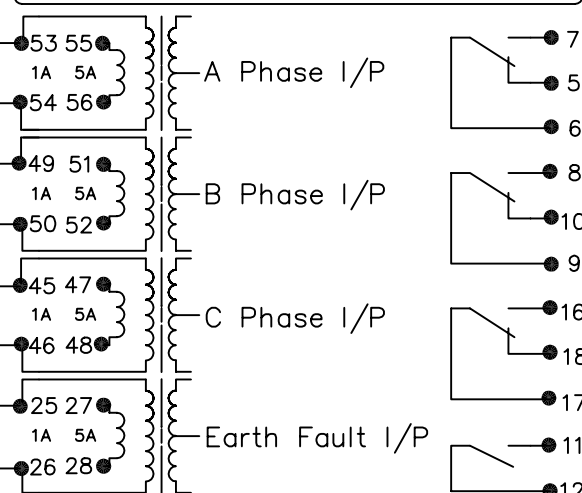 53 55
1A 5A
54 56
A Phase I/P
49 51
1A 5A
50 52
B Phase I/P
45 47
1A 5A
46 48
C Phase I/P
25 27
1A 5A
26 28
Earth Fault I/P
7
5
6
8
10
9
16
18
17
11
12